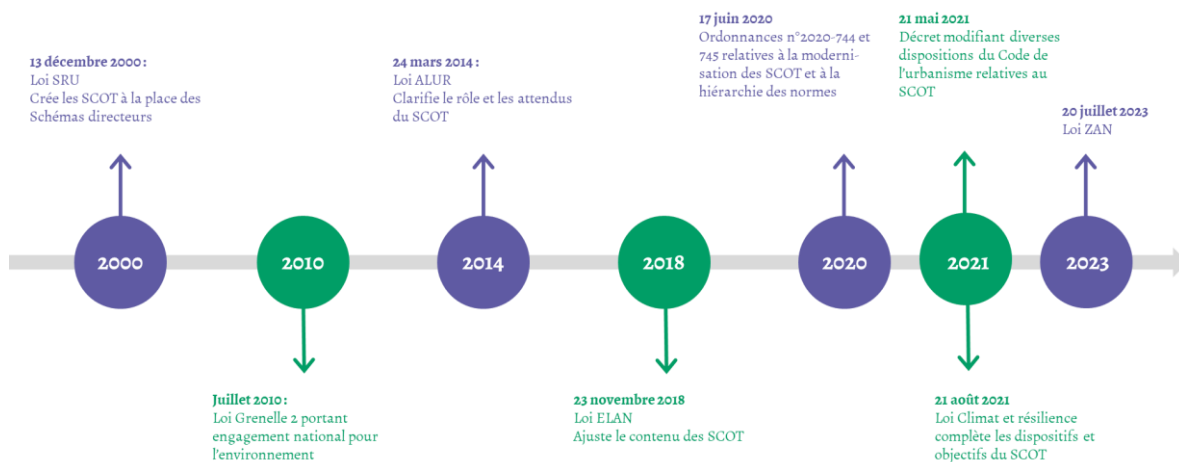 13 décembre 2000 :
Loi SRU
Crée les SCOT à la place des
Schémas directeurs
24 mars 2014 :
Loi ALUR
Clarifie le rôle et les attendus
du SCOT
17 juin 2020
Ordonnances n°2020-744 et
745 relatives à la moderni-
sation des SCOT et à la
hiérarchie des normes
21 mai 2021
Décret modifiant diverses
dispositions du Code de
l'urbanisme relatives au
SCOT
20 juillet 2023
Loi ZAN
2000
2010
2014
2018
2020
2021
2023
Juillet 2010 :
Loi Grenelle 2 portant
engagement national pour
l'environnement
23 novembre 2018
Loi ELAN
Ajuste le contenu des SCOT
21 août 2021
Loi Climat et résilience
complète les dispositifs et
objectifs du SCOT